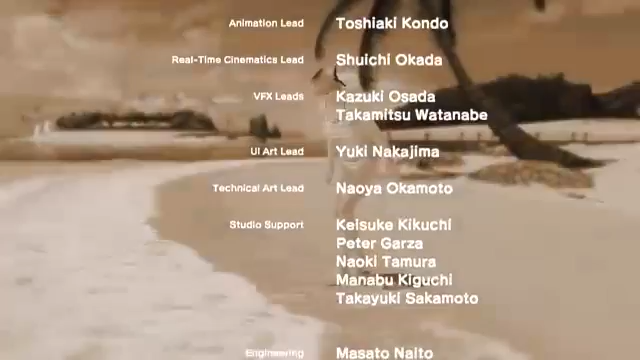 Animation Lead Toshiaki Kondo
Real-Time Cinematics Lead Shuichi Okada
VFX Leads Kazuki Osada
Takamitsu Watanabe
UI Art Lead Yuki Nakajima
Technical Art Lead Naoya Okamoto
Studio Support Keisuke Kikuchi
Peter Garza
Naoki Tamura
Manabu Kiguchi
Takayuki Sakamoto
Engineering Masato Naito